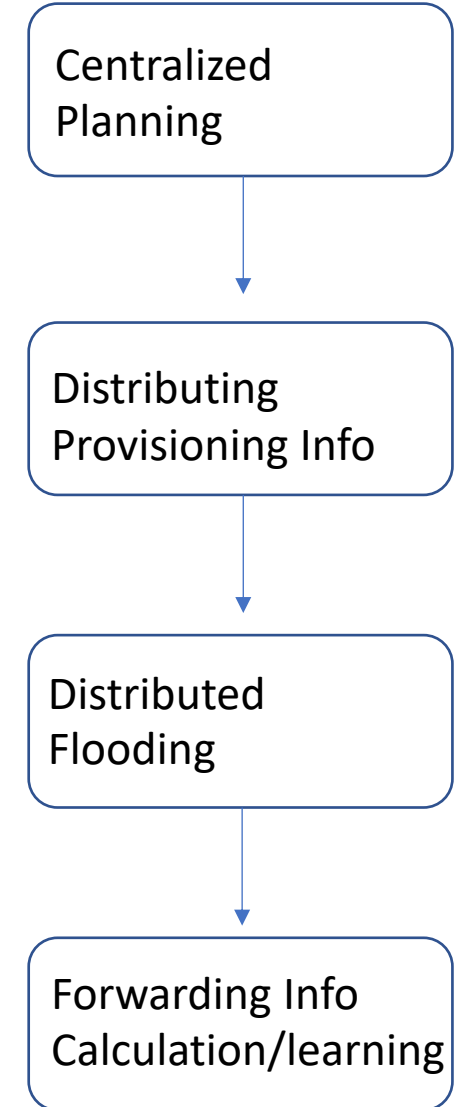 Centralized
Planning
Distributing
Provisioning Info
Distributed
Flooding
Forwarding Info
Calculation/learning